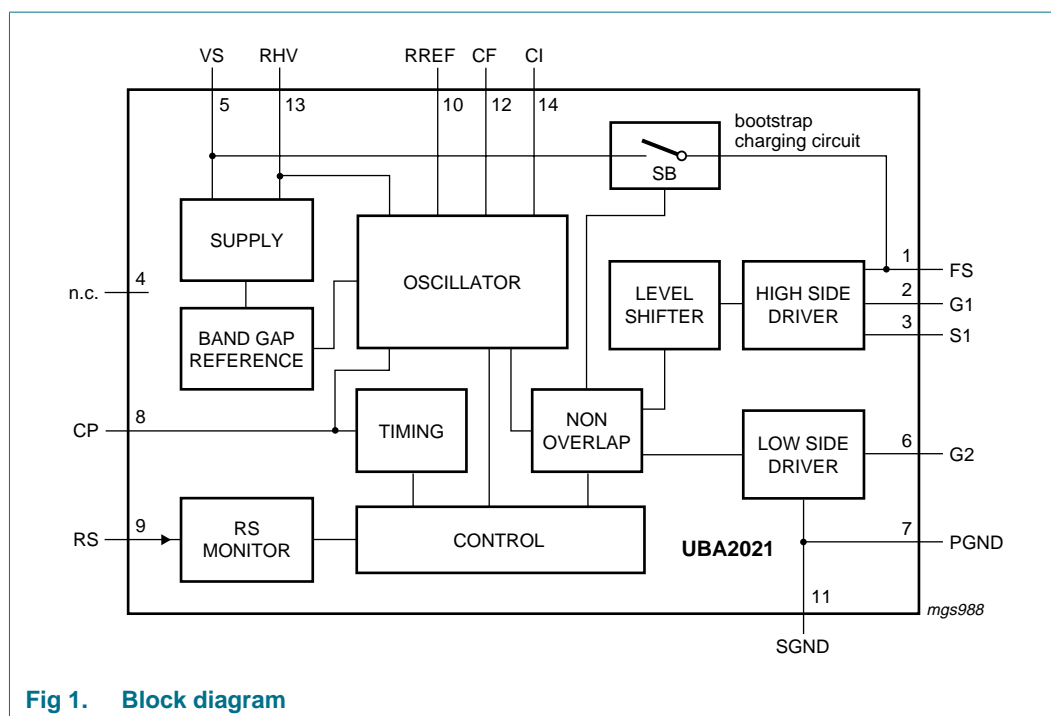 VS RHV RREF CF CI
5 13 10 12 14
bootstrap
charging circuit
SB
SUPPLY
OSCILLATOR
1
FS
4
n.c.
LEVEL
SHIFTER
HIGH SIDE
DRIVER
2
G1
3
S1
BAND GAP
REFERENCE
8
CP
TIMING
NON
OVERLAP
LOW SIDE
DRIVER
6
G2
9
RS
RS
MONITOR
CONTROL
UBA2021
7
PGND
11
mgs988
SGND
Fig 1. Block diagram